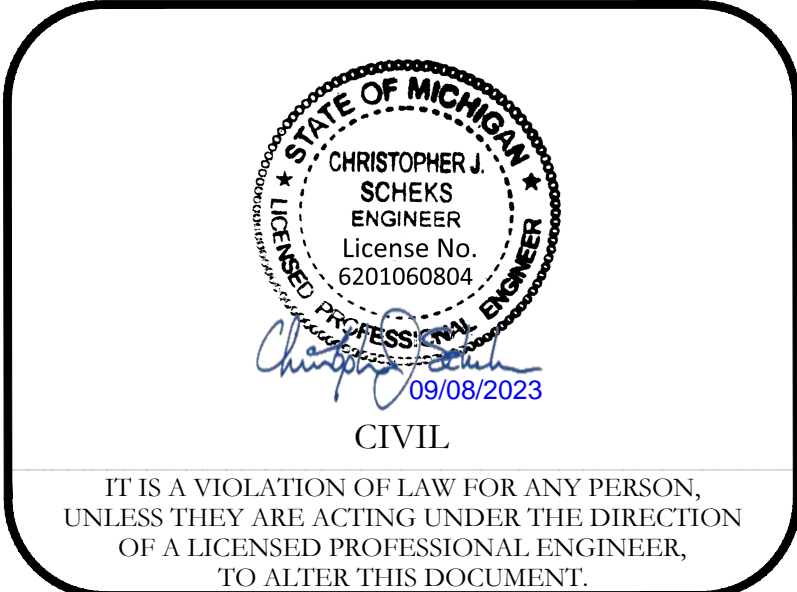 STATE OF MICHIGAN
CHRISTOPHER J.
SCHEKS
ENGINEER
License No.
6201060804
LICENSED PROFESSIONAL ENGINEER
Christopher J Scheks
09/08/2023
CIVIL
IT IS A VIOLATION OF LAW FOR ANY PERSON,
UNLESS THEY ARE ACTING UNDER THE DIRECTION
OF A LICENSED PROFESSIONAL ENGINEER,
TO ALTER THIS DOCUMENT.